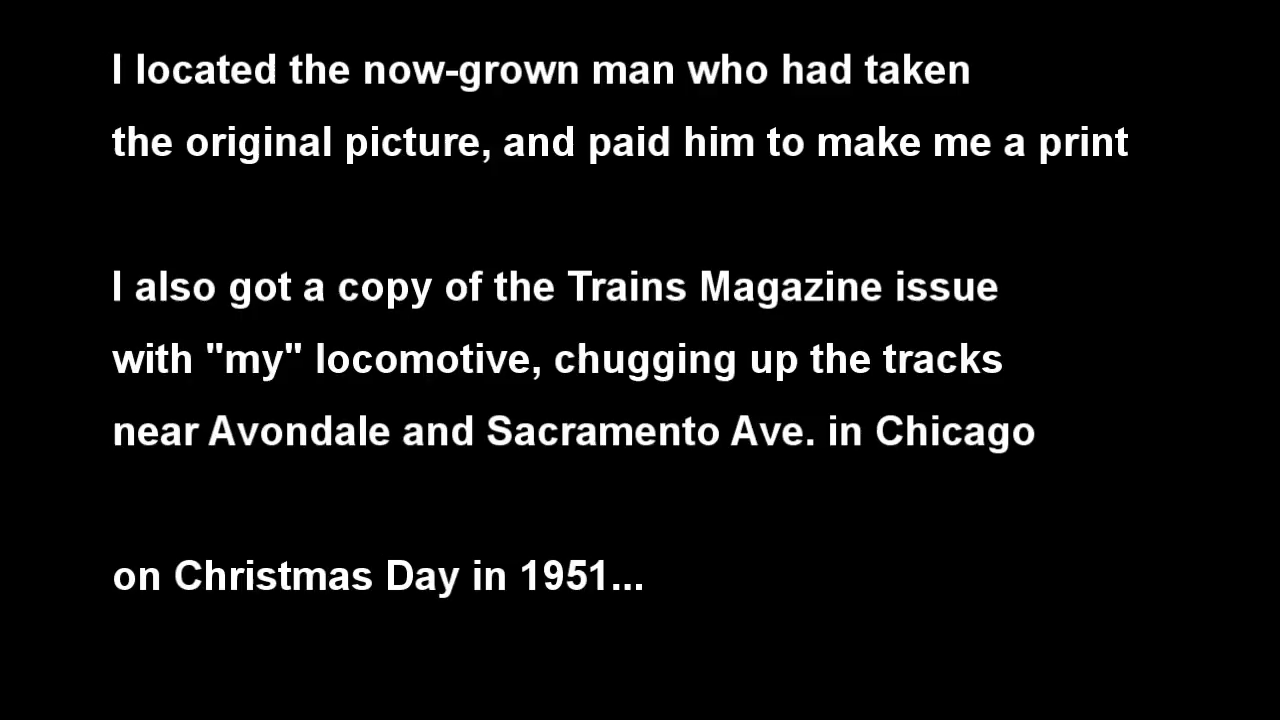 I located the now-grown man who had taken
the original picture, and paid him to make me a print
I also got a copy of the Trains Magazine issue
with "my" locomotive, chugging up the tracks
near Avondale and Sacramento Ave. in Chicago
on Christmas Day in 1951...